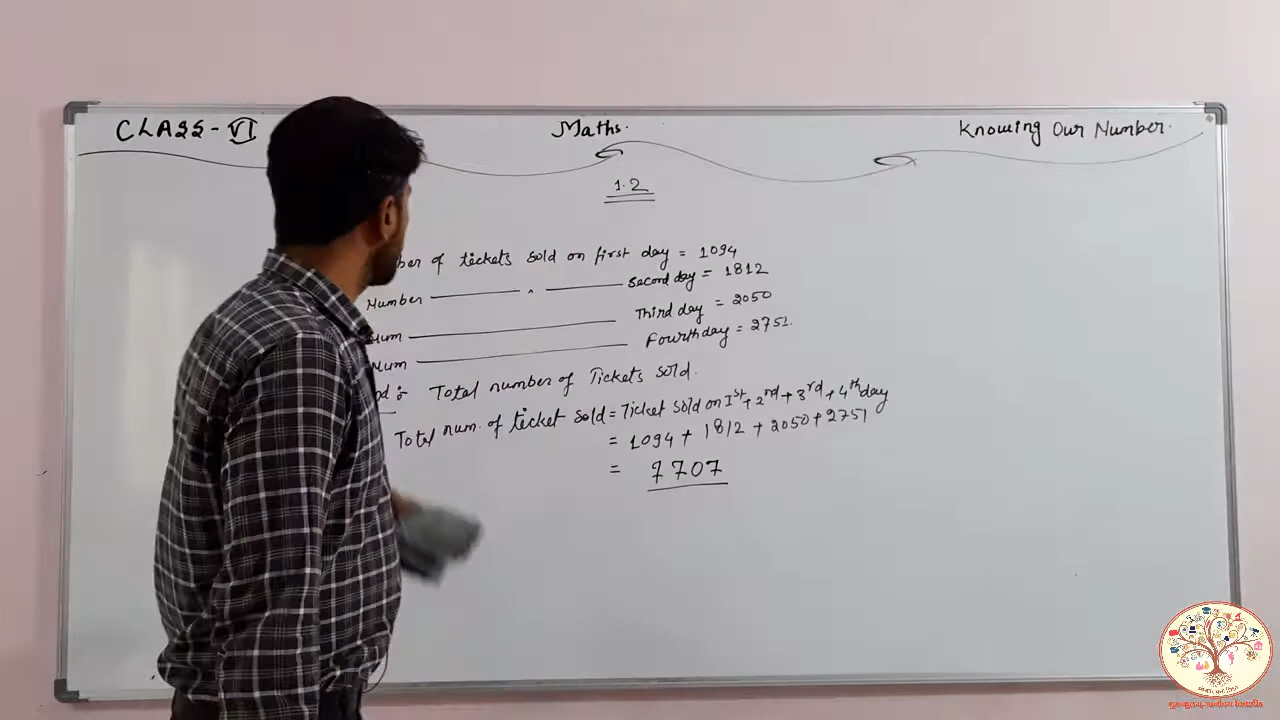 CLASS-VI Maths. Knowing Our Number.
1.2
ber of tickets sold on first day = 1094
Number second day = 1812
Num Third day = 2050
Num Fourth day = 2751.
Total number of Tickets sold.
Total num. of ticket sold = Ticket sold on Ist + 2nd + 3rd + 4th day
= 1094 + 1812 + 2050 + 2751
= 7707